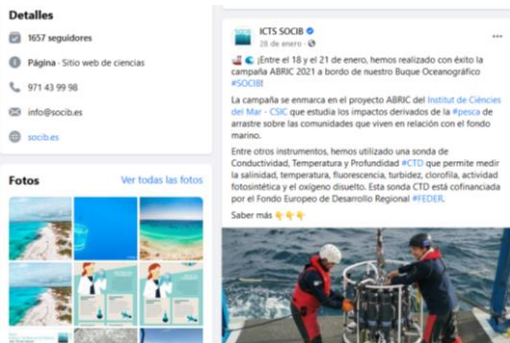 Detalles
1657 seguidores
Página · Sitio web de ciencias
971 43 99 98
info@socib.es
socib.es
Fotos
Ver todas las fotos
ICTS SOCIB
28 de enero ·
¡Entre el 18 y el 21 de enero, hemos realizado con éxito la
campaña ABRIC 2021 a bordo de nuestro Buque Oceanográfico
#SOCIB!
La campaña se enmarca en el proyecto ABRIC del Institut de Ciències
del Mar - CSIC que estudia los impactos derivados de la #pesca de
arrastre sobre las comunidades que viven en relación con el fondo
marino.
Entre otros instrumentos, hemos utilizado una sonda de
Conductividad, Temperatura y Profundidad #CTD que permite medir
la salinidad, temperatura, fluorescencia, turbidez, clorofila, actividad
fotosintética y el oxígeno disuelto. Esta sonda CTD está cofinanciada
por el Fondo Europeo de Desarrollo Regional #FEDER.
Saber más 👇👇👇